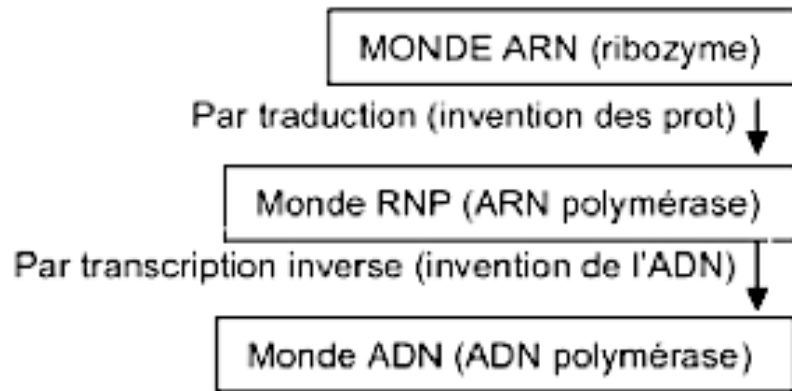 MONDE ARN (ribozyme)
Par traduction (invention des prot)
Monde RNP (ARN polymérase)
Par transcription inverse (invention de l'ADN)
Monde ADN (ADN polymérase)